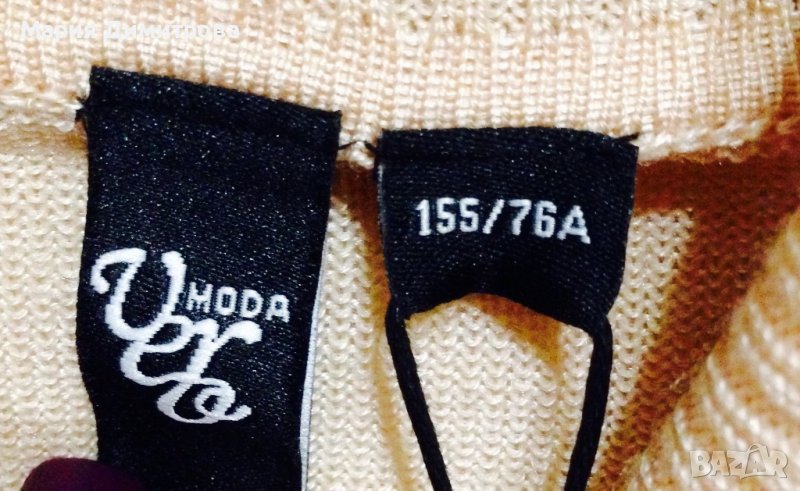 Мария Димитрова
Vero
MODA
155/76A
BAZAR